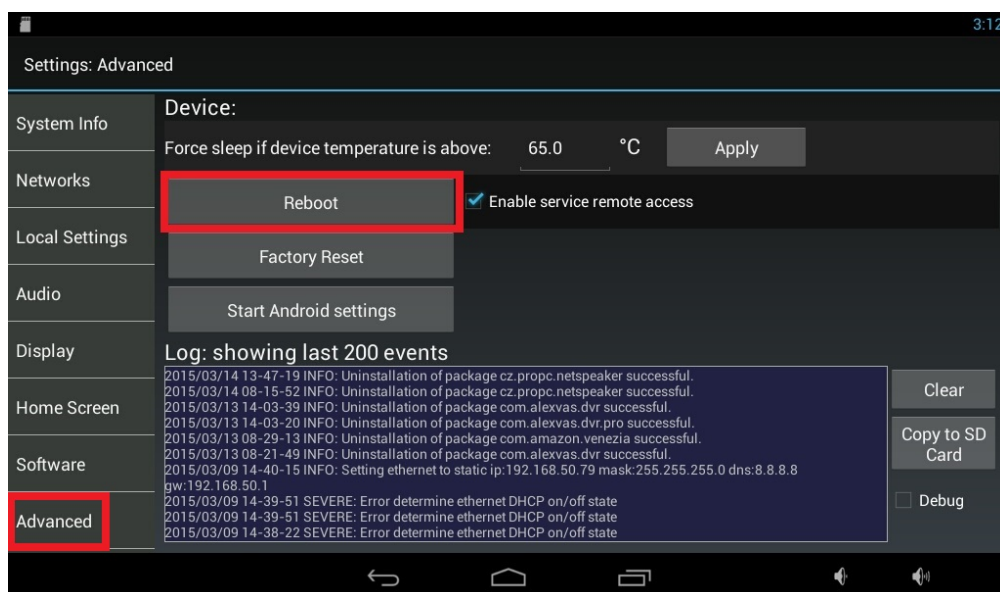 3:12
Settings: Advanced
System Info
Networks
Local Settings
Audio
Display
Home Screen
Software
Advanced
Device:
Force sleep if device temperature is above: 65.0 °C Apply
Reboot
Enable service remote access
Factory Reset
Start Android settings
Log: showing last 200 events
2015/03/14 13-47-19 INFO: Uninstallation of package cz.propc.netspeaker successful.
2015/03/14 08-15-52 INFO: Uninstallation of package cz.propc.netspeaker successful.
2015/03/13 14-03-39 INFO: Uninstallation of package com.alexvas.dvr successful.
2015/03/13 14-03-20 INFO: Uninstallation of package com.alexvas.dvr.pro successful.
2015/03/13 08-29-13 INFO: Uninstallation of package com.amazon.venezia successful.
2015/03/13 08-21-49 INFO: Uninstallation of package com.alexvas.dvr successful.
2015/03/09 14-40-15 INFO: Setting ethernet to static ip:192.168.50.79 mask:255.255.255.0 dns:8.8.8.8
gw:192.168.50.1
2015/03/09 14-39-51 SEVERE: Error determine ethernet DHCP on/off state
2015/03/09 14-39-51 SEVERE: Error determine ethernet DHCP on/off state
2015/03/09 14-38-22 SEVERE: Error determine ethernet DHCP on/off state
Clear
Copy to SD
Card
Debug